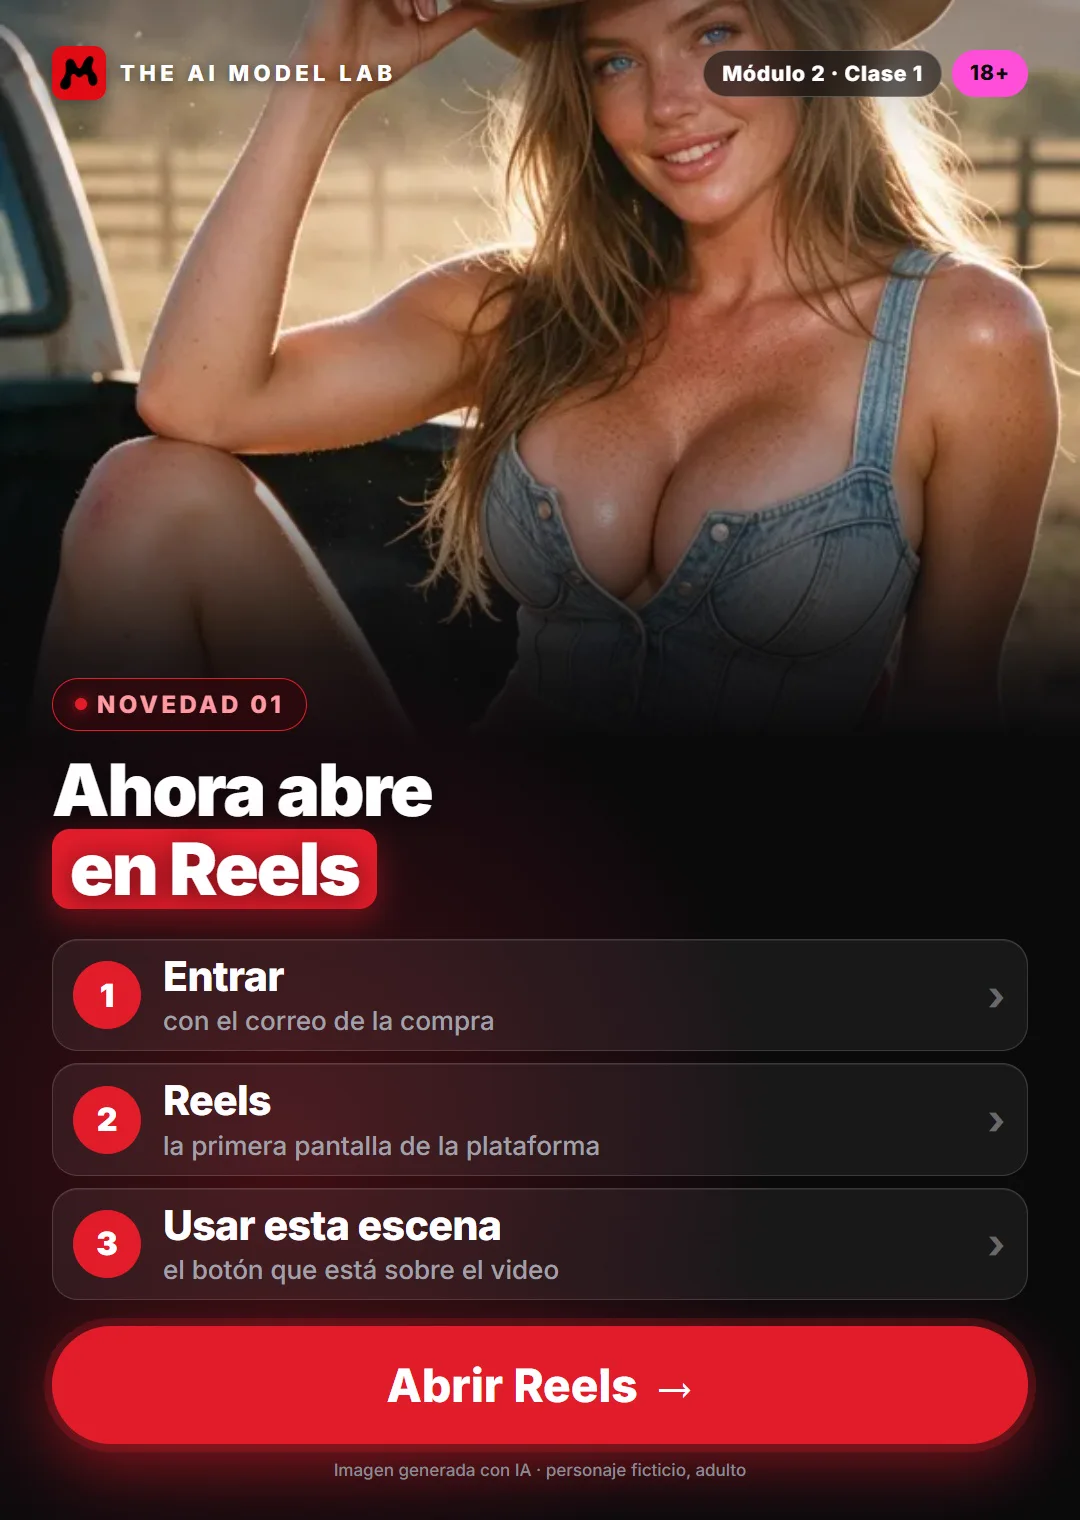 THE AI MODEL LAB
Módulo 2 · Clase 1
18+
NOVEDAD 01
Ahora abre
en Reels
1
Entrar
con el correo de la compra
›
2
Reels
la primera pantalla de la plataforma
›
3
Usar esta escena
el botón que está sobre el video
›
Abrir Reels →
Imagen generada con IA · personaje ficticio, adulto